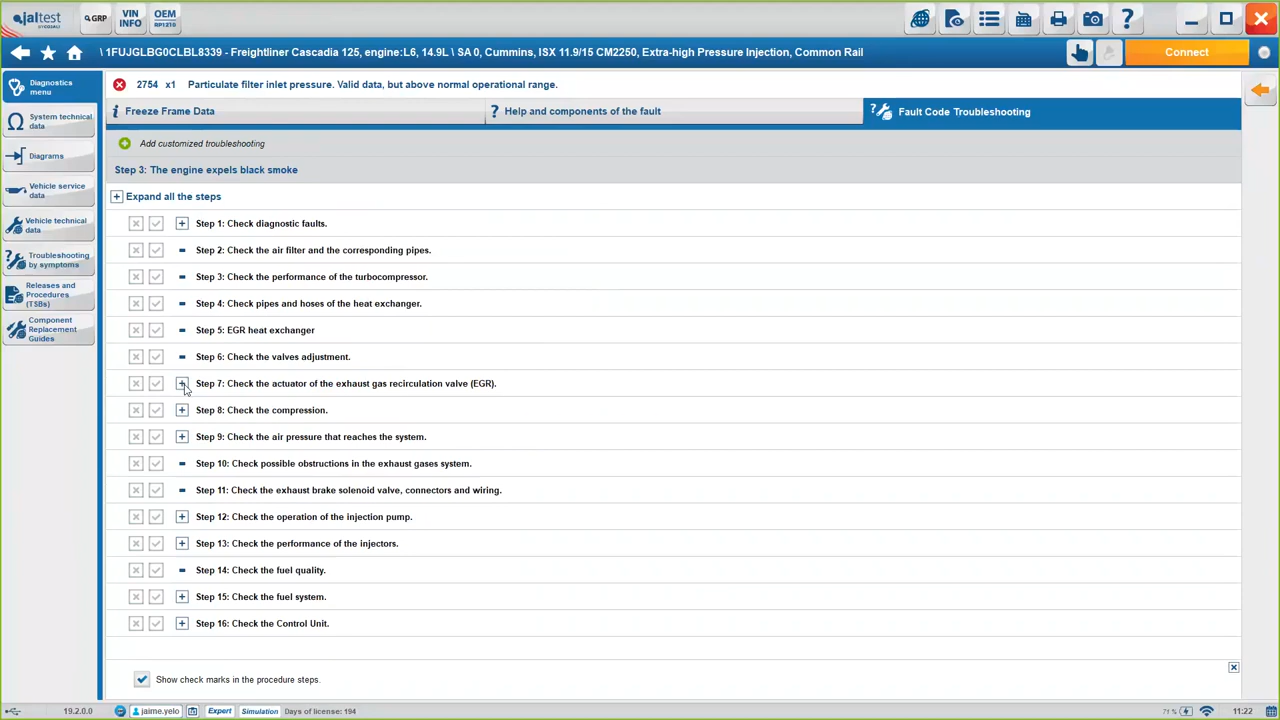 jaltest
BY COJALI
GRP
VIN
INFO
OEM
RP1210
\ 1FUJGLBG0CLBL8339 - Freightliner Cascadia 125, engine:L6, 14.9L \ SA 0, Cummins, ISX 11.9/15 CM2250, Extra-high Pressure Injection, Common Rail
Connect
Diagnostics
menu
System technical
data
Diagrams
Vehicle service
data
Vehicle technical
data
Troubleshooting
by symptoms
Releases and
Procedures
(TSBs)
Component
Replacement
Guides
2754 x1 Particulate filter inlet pressure. Valid data, but above normal operational range.
Freeze Frame Data
? Help and components of the fault
Fault Code Troubleshooting
Add customized troubleshooting
Step 3: The engine expels black smoke
Expand all the steps
Step 1: Check diagnostic faults.
Step 2: Check the air filter and the corresponding pipes.
Step 3: Check the performance of the turbocompressor.
Step 4: Check pipes and hoses of the heat exchanger.
Step 5: EGR heat exchanger
Step 6: Check the valves adjustment.
Step 7: Check the actuator of the exhaust gas recirculation valve (EGR).
Step 8: Check the compression.
Step 9: Check the air pressure that reaches the system.
Step 10: Check possible obstructions in the exhaust gases system.
Step 11: Check the exhaust brake solenoid valve, connectors and wiring.
Step 12: Check the operation of the injection pump.
Step 13: Check the performance of the injectors.
Step 14: Check the fuel quality.
Step 15: Check the fuel system.
Step 16: Check the Control Unit.
Show check marks in the procedure steps.
19.2.0.0
jaime.yelo
Expert
Simulation
Days of license: 194
71 %
11:22